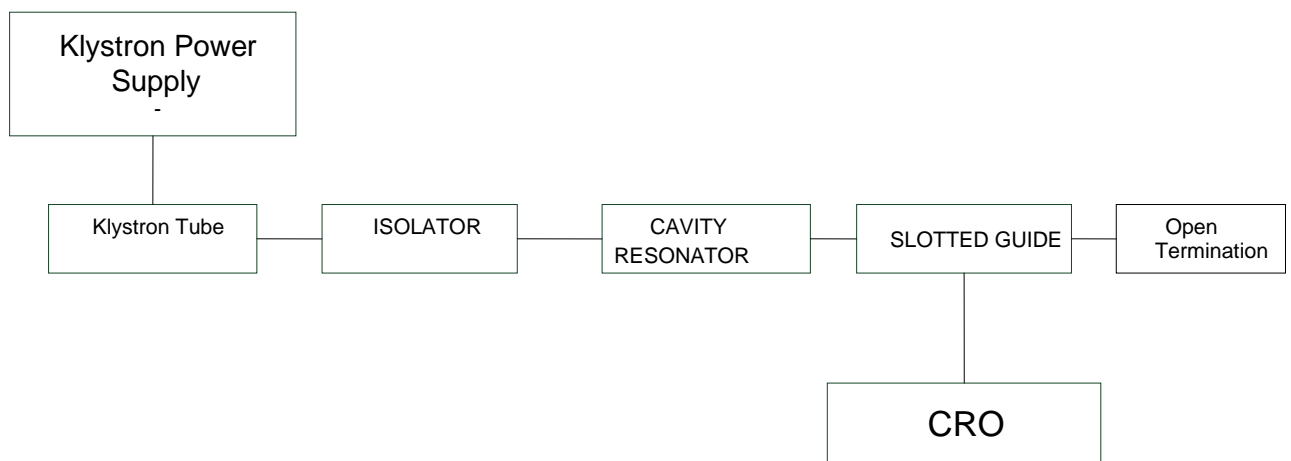 Klystron Power
Supply
-
Klystron Tube
ISOLATOR
CAVITY
RESONATOR
SLOTTED GUIDE
Open
Termination
CRO